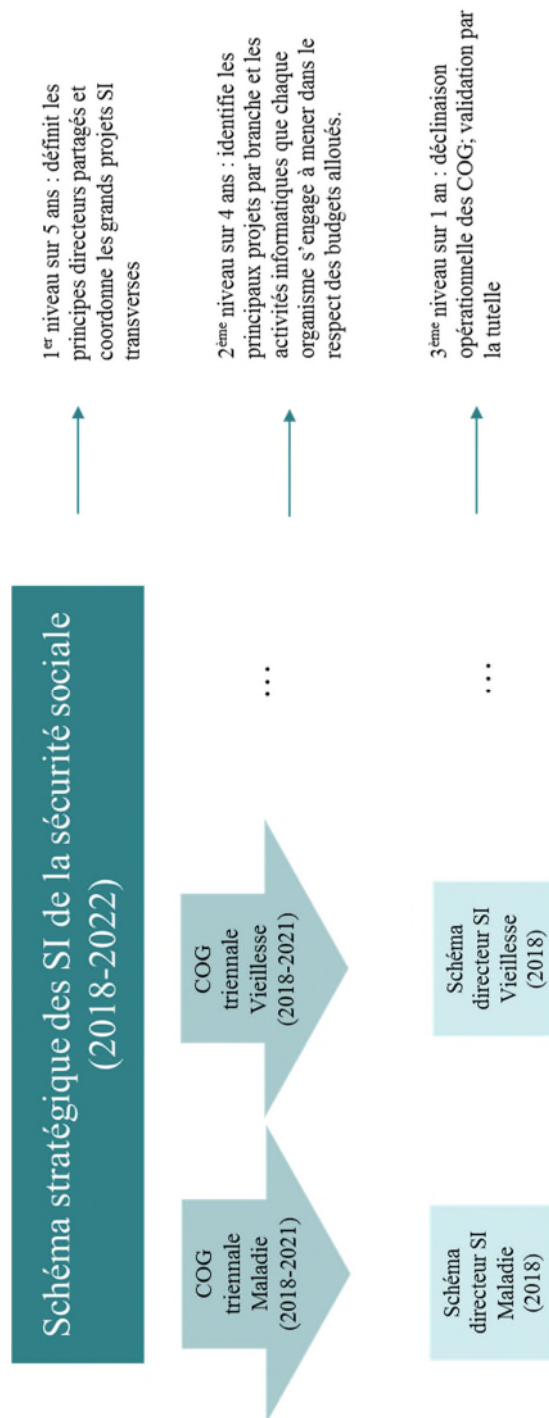 Schéma stratégique des SI de la sécurité sociale
(2018-2022)
1er niveau sur 5 ans : définit les
principes directeurs partagés et
coordonne les grands projets SI
transverses
COG
triennale
Maladie
(2018-2021)
COG
triennale
Vieillesse
(2018-2021)
...
2ème niveau sur 4 ans : identifie les
principaux projets par branche et les
activités informatiques que chaque
organisme s'engage à mener dans le
respect des budgets alloués.
Schéma
directeur SI
Maladie
(2018)
Schéma
directeur SI
Vieillesse
(2018)
...
3ème niveau sur 1 an : déclinaison
opérationnelle des COG; validation par
la tutelle